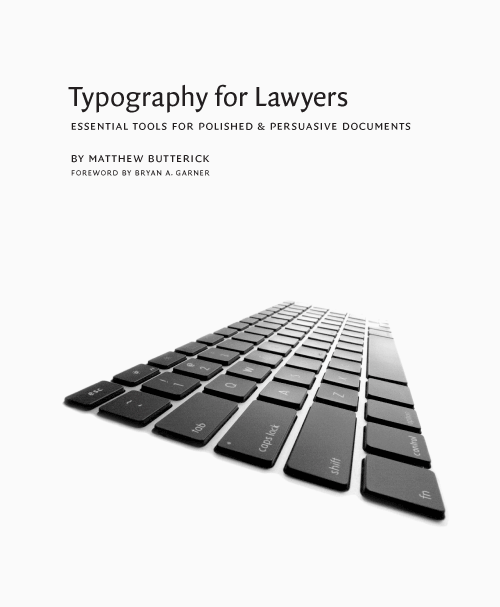 Typography for Lawyers
ESSENTIAL TOOLS FOR POLISHED & PERSUASIVE DOCUMENTS
BY MATTHEW BUTTERICK
FOREWORD BY BRYAN A. GARNER
esc
tab
Q
W
caps lock
A
S
shift
Z
control
fn